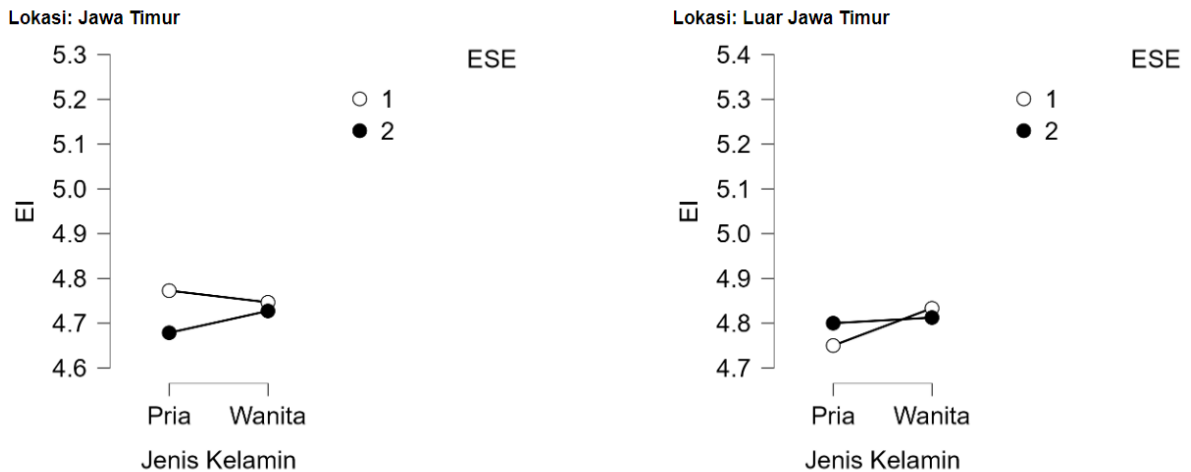 Lokasi: Jawa Timur
ESE
1
2
5.3
5.2
5.1
5.0
4.9
4.8
4.7
4.6
EI
Pria Wanita
Jenis Kelamin
Lokasi: Luar Jawa Timur
ESE
1
2
5.4
5.3
5.2
5.1
5.0
4.9
4.8
4.7
EI
Pria Wanita
Jenis Kelamin